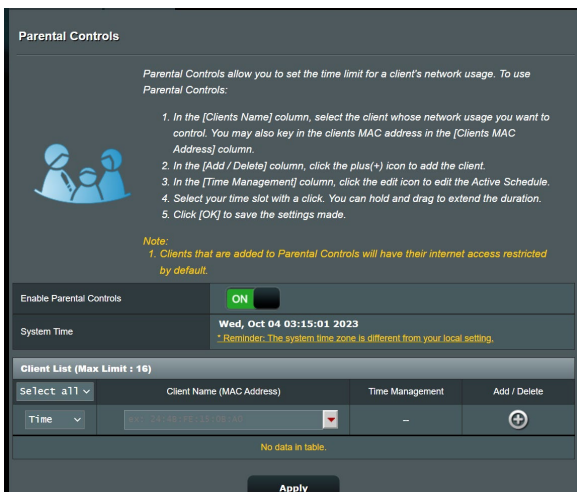 Parental Controls
Parental Controls allow you to set the time limit for a client's network usage. To use
Parental Controls:
1. In the [Clients Name] column, select the client whose network usage you want to
control. You may also key in the clients MAC address in the [Clients MAC
Address] column.
2. In the [Add / Delete] column, click the plus(+) icon to add the client.
3. In the [Time Management] column, click the edit icon to edit the Active Schedule.
4. Select your time slot with a click. You can hold and drag to extend the duration.
5. Click [OK] to save the settings made.
Note:
1. Clients that are added to Parental Controls will have their internet access restricted
by default.
Enable Parental Controls ON
System Time Wed, Oct 04 03:15:01 2023
* Reminder: The system time zone is different from your local setting.
Client List (Max Limit : 16)
Select all Client Name (MAC Address) Time Management Add / Delete
Time --
No data in table.
Apply